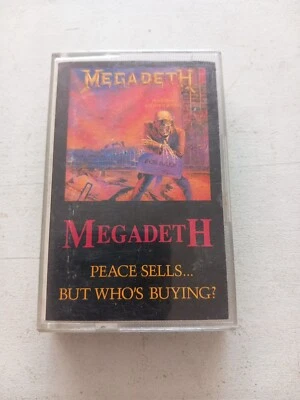 MEGADETH
MEGADETH
PEACE SELLS...
BUT WHO'S BUYING?